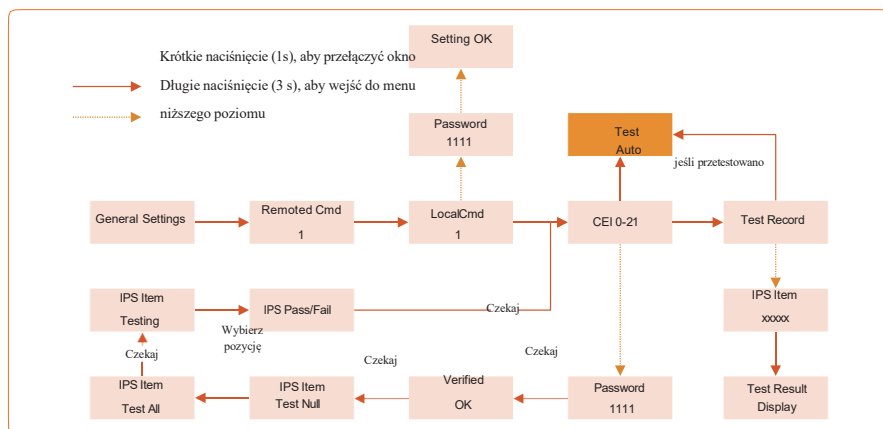 Krótkie naciśnięcie (1s), aby przełączyć okno
Długie naciśnięcie (3 s), aby wejść do menu
niższego poziomu
Setting OK
Password
1111
Test
Auto
jeśli przetestowano
General Settings
Remoted Cmd
1
LocalCmd
1
CEI 0-21
Test Record
IPS Item
Testing
IPS Pass/Fail
Czekaj
IPS Item
xxxxx
Wybierz
pozycję
Czekaj
Czekaj
Czekaj
IPS Item
Test All
IPS Item
Test Null
Verified
OK
Password
1111
Test Result
Display